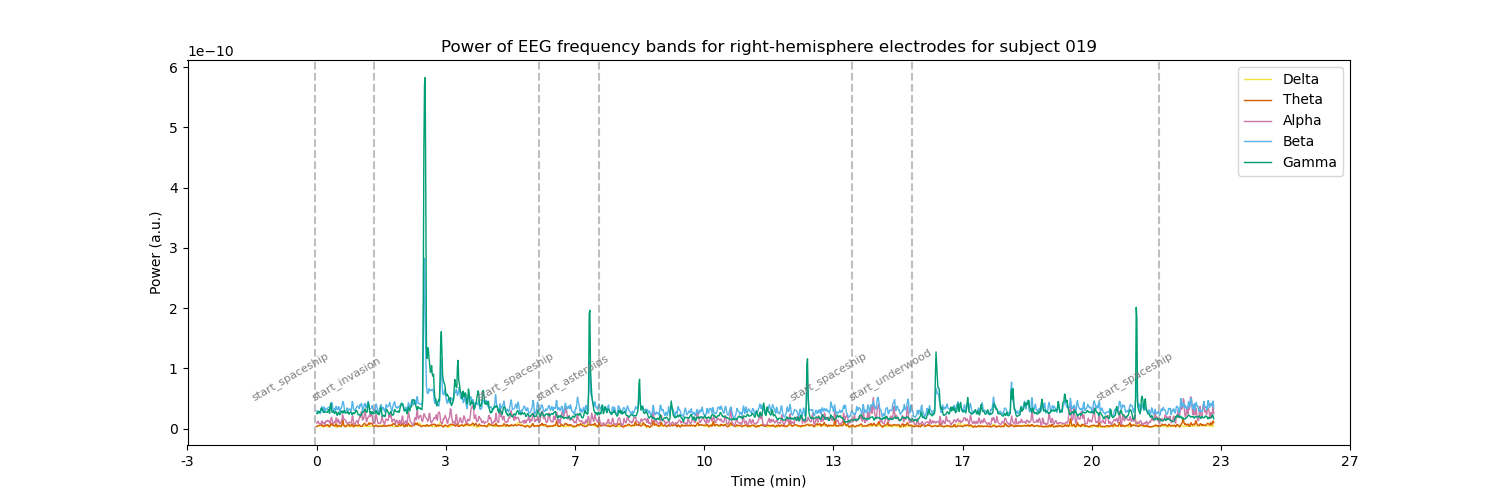 Power of EEG frequency bands for right-hemisphere electrodes for subject 019
1e−10
6
5
4
3
2
1
0
Power (a.u.)
Delta
Theta
Alpha
Beta
Gamma
start_spaceship
start_invasion
start_spaceship
start_asteroids
start_spaceship
start_underwood
start_spaceship
-3
0
3
7
10
13
17
20
23
27
Time (min)